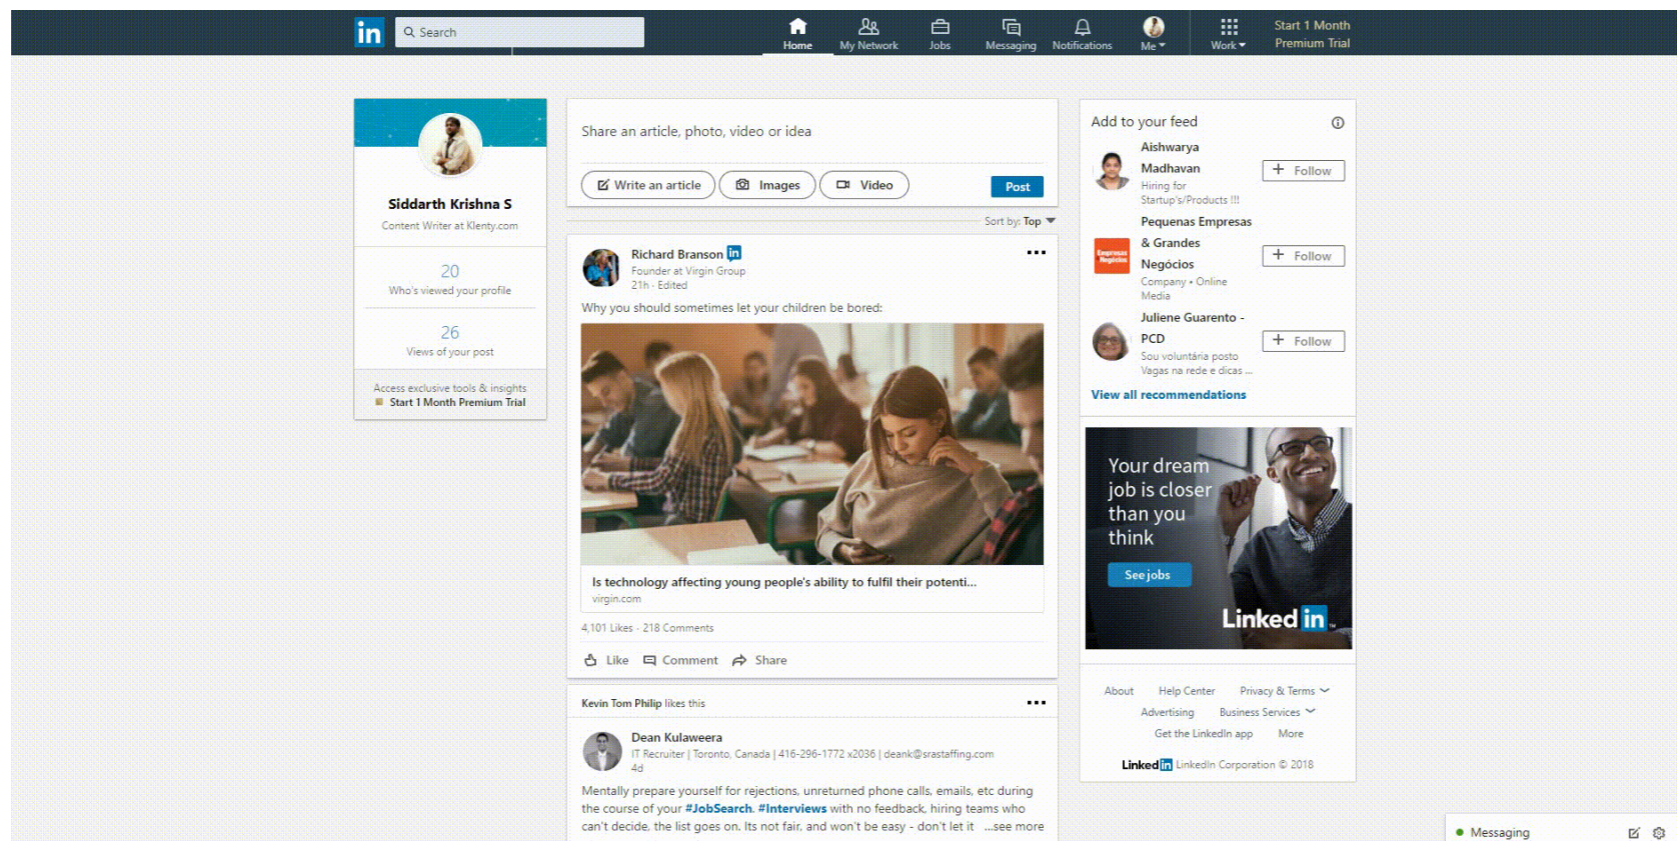 in
Search
Home
My Network
Jobs
Messaging
Notifications
Me
Work
Start 1 Month
Premium Trial
Siddarth Krishna S
Content Writer at Klenty.com
20
Who's viewed your profile
26
Views of your post
Access exclusive tools & insights
Start 1 Month Premium Trial
Share an article, photo, video or idea
Write an article
Images
Video
Post
Sort by: Top
Richard Branson in
Founder at Virgin Group
21h - Edited
Why you should sometimes let your children be bored:
Is technology affecting young people's ability to fulfil their potenti...
virgin.com
4,101 Likes - 218 Comments
Like
Comment
Share
Kevin Tom Philip likes this
Dean Kulaweera
IT Recruiter | Toronto, Canada | 416-296-1772 x2036 | deank@srastaffing.com
4d
Mentally prepare yourself for rejections, unreturned phone calls, emails, etc during
the course of your #JobSearch. #Interviews with no feedback, hiring teams who
can't decide, the list goes on. Its not fair, and won't be easy - don't let it ...see more
Add to your feed
Aishwarya
Madhavan
Hiring for
Startup's/Products !!!
+ Follow
Pequenas Empresas
& Grandes
Negócios
Company • Online
Media
Empresas
Negócios
+ Follow
Juliene Guarento -
PCD
Sou voluntária posto
Vagas na rede e dicas ...
+ Follow
View all recommendations
Your dream
job is closer
than you
think
See jobs
Linked in
About
Help Center
Privacy & Terms
Advertising
Business Services
Get the LinkedIn app
More
Linked in LinkedIn Corporation © 2018
Messaging